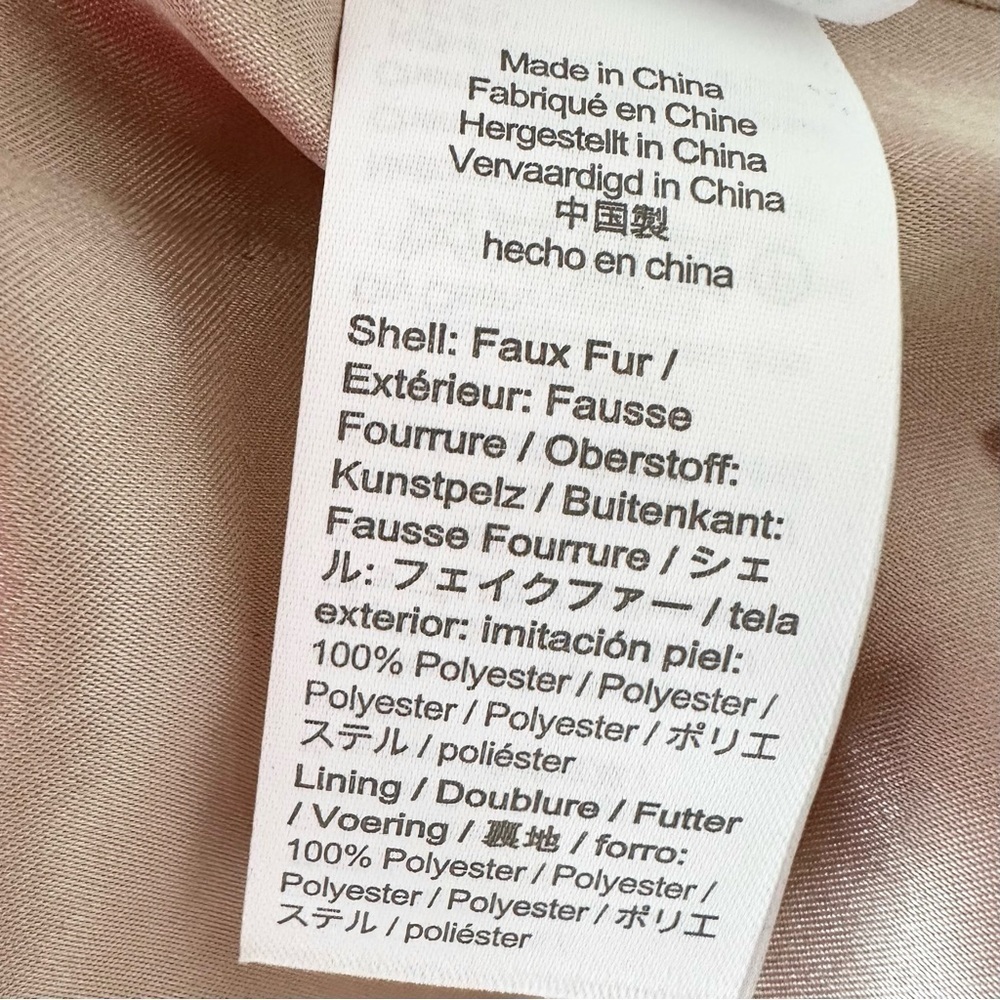 Made in China
Fabriqué en Chine
Hergestellt in China
Vervaardigd in China
中国製
hecho en china
Shell: Faux Fur /
Extérieur: Fausse
Fourrure / Oberstoff:
Kunstpelz / Buitenkant:
Fausse Fourrure / シェ
ル: フェイクファー / tela
exterior: imitación piel:
100% Polyester / Polyester /
Polyester / Polyester / ポリエ
ステル / poliéster
Lining / Doublure / Futter
/ Voering / 裏地 / forro:
100% Polyester / Polyester /
Polyester / Polyester / ポリエ
ステル / poliéster